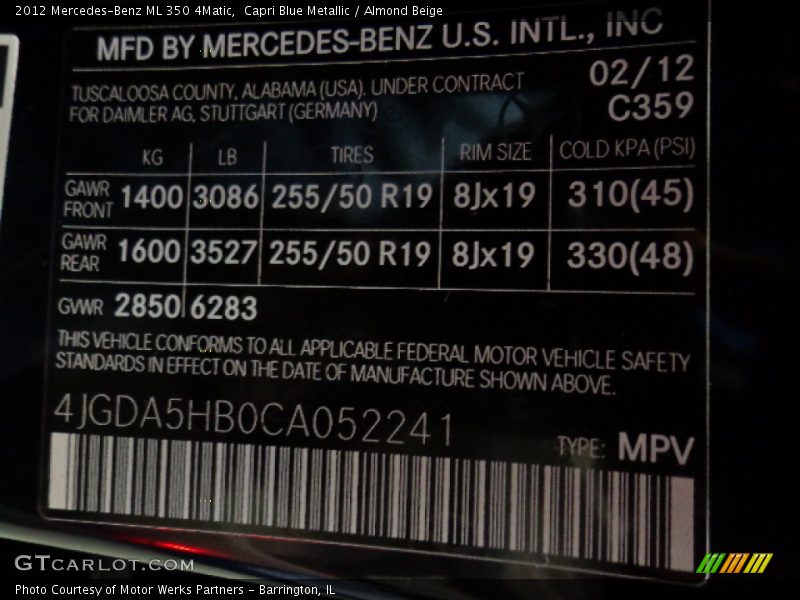 2012 Mercedes-Benz ML 350 4Matic,  Capri Blue Metallic / Almond Beige
MFD BY MERCEDES-BENZ U.S. INTL., INC
TUSCALOOSA COUNTY, ALABAMA (USA). UNDER CONTRACT
FOR DAIMLER AG, STUTTGART (GERMANY)
02/12
C359
KG LB TIRES RIM SIZE COLD KPA (PSI)
GAWR FRONT 1400 3086 255/50 R19 8Jx19 310(45)
GAWR REAR 1600 3527 255/50 R19 8Jx19 330(48)
GVWR 2850 6283
THIS VEHICLE CONFORMS TO ALL APPLICABLE FEDERAL MOTOR VEHICLE SAFETY
STANDARDS IN EFFECT ON THE DATE OF MANUFACTURE SHOWN ABOVE.
4JGDA5HB0CA052241
TYPE: MPV
GTCARLOT.COM
Photo Courtesy of Motor Werks Partners - Barrington, IL